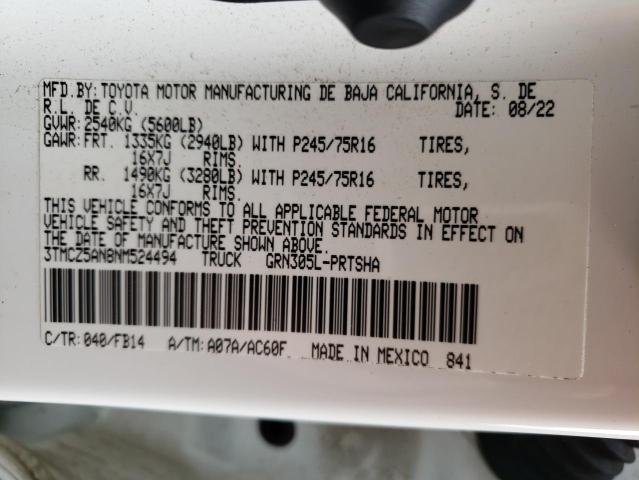 MFD.BY:TOYOTA MOTOR MANUFACTURING DE BAJA CALIFORNIA, S. DE
R.L. DE C.V. DATE: 08/22
GVWR:2540KG (5600LB)
GAWR:FRT. 1335KG (2940LB) WITH P245/75R16 TIRES,
16X7J RIMS.
RR. 1490KG (3280LB) WITH P245/75R16 TIRES,
16X7J RIMS.
THIS VEHICLE CONFORMS TO ALL APPLICABLE FEDERAL MOTOR
VEHICLE SAFETY AND THEFT PREVENTION STANDARDS IN EFFECT ON
THE DATE OF MANUFACTURE SHOWN ABOVE.
3TMCZ5AN8NM524494 TRUCK GRN305L-PRTSHA
C/TR:040/FB14 A/TM:A07A/AC60F MADE IN MEXICO 841